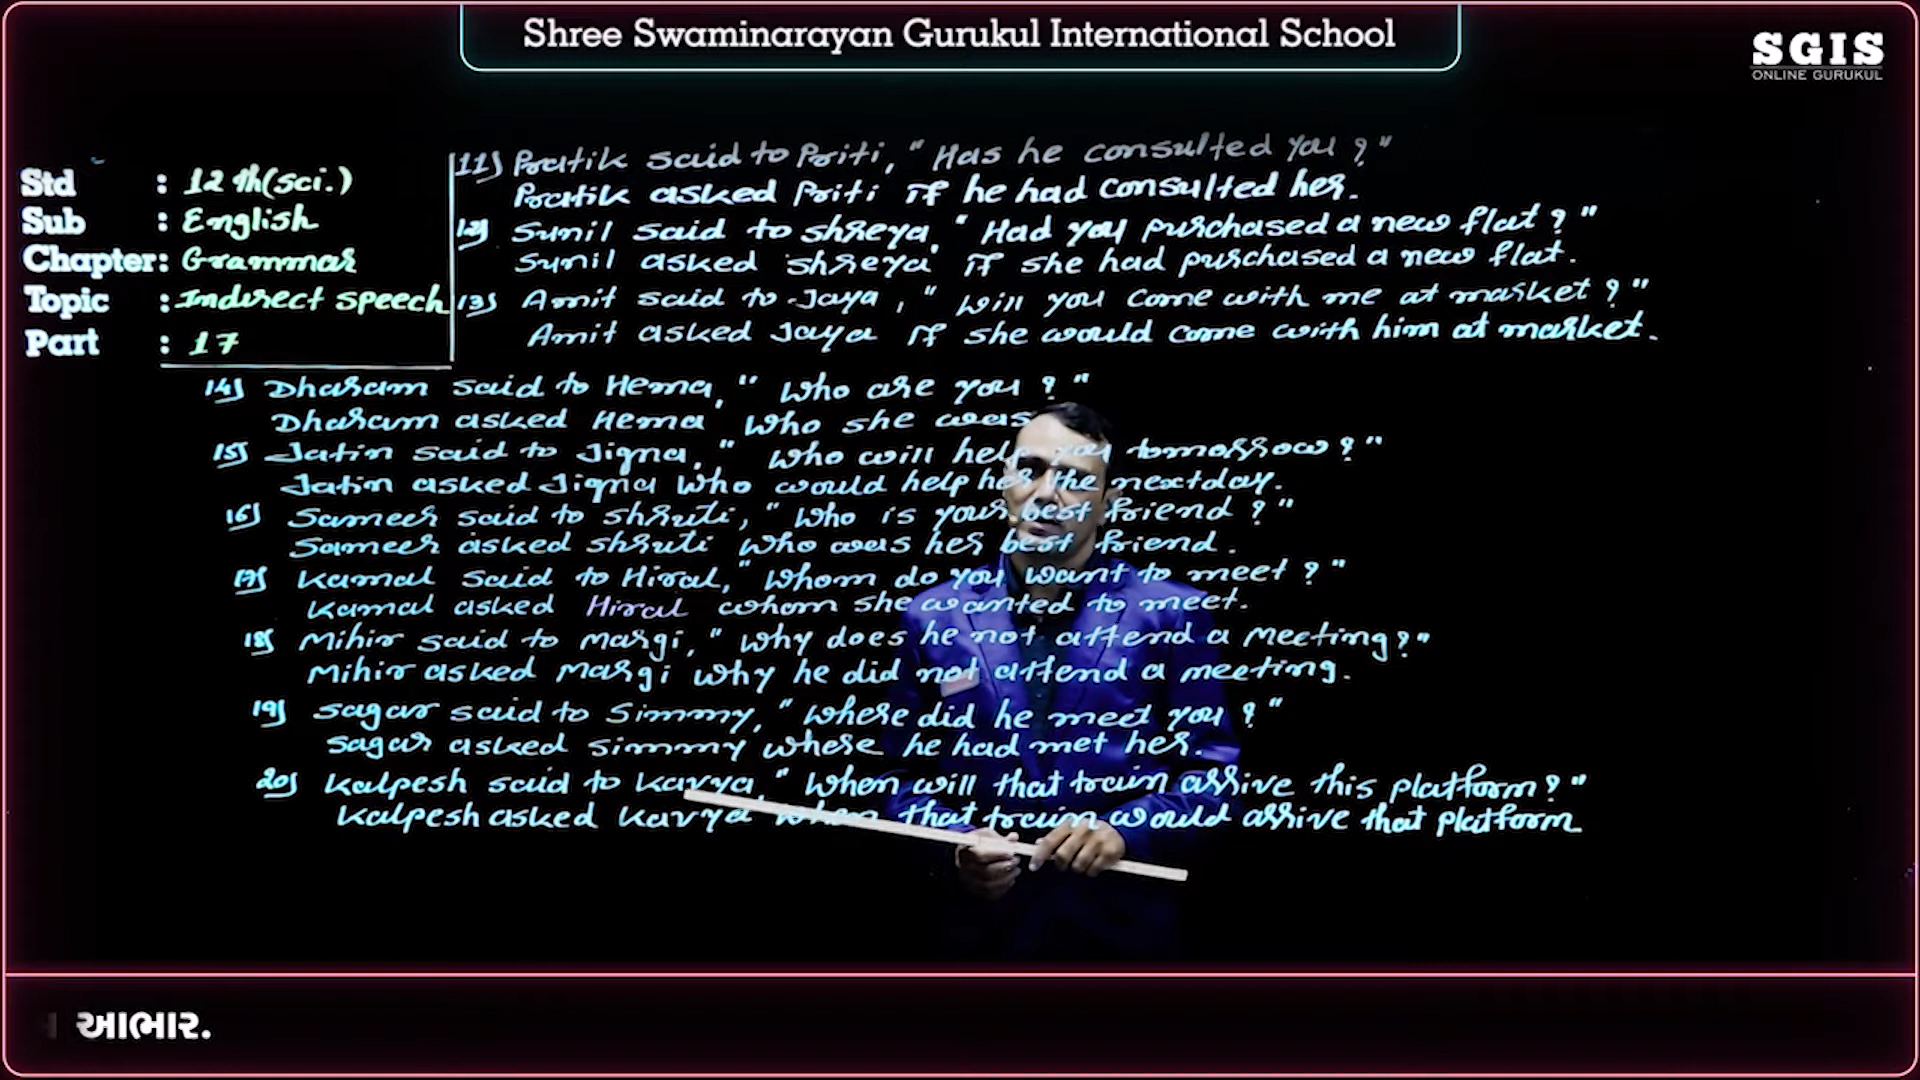 Shree Swaminarayan Gurukul International School
SGIS
ONLINE GURUKUL
Std : 12th(sci.)
Sub : English
Chapter: Grammar
Topic : Indirect speech
Part : 17
11) Pratik said to Priti, "Has he consulted you ?"
Pratik asked Priti if he had consulted her.
12) Sunil said to shreya, "Had you purchased a new flat ?"
Sunil asked shreya if she had purchased a new flat.
13) Amit said to Jaya, "Will you come with me at market ?"
Amit asked Jaya if she would come with him at market.
14) Dharam said to Hema, "Who are you ?"
Dharam asked Hema who she was
15) Jatin said to Jigna, "Who will help you tomorrow?"
Jatin asked Jigna who would help her the nextday.
16) Sameer said to shruti, "Who is your best friend ?"
Sameer asked shruti who was her best friend.
17) Kamal said to Hiral, "Whom do you want to meet ?"
Kamal asked Hiral whom she wanted to meet.
18) Mihir said to Margi, "Why does he not attend a meeting?"
Mihir asked Margi why he did not attend a meeting.
19) sagar said to Simmy, "Where did he meet you ?"
Sagar asked simmy where he had met her.
20) Kalpesh said to Kavya, "When will that train arrive this platform?"
Kalpesh asked Kavya when that train would arrive that platform
આભાર.